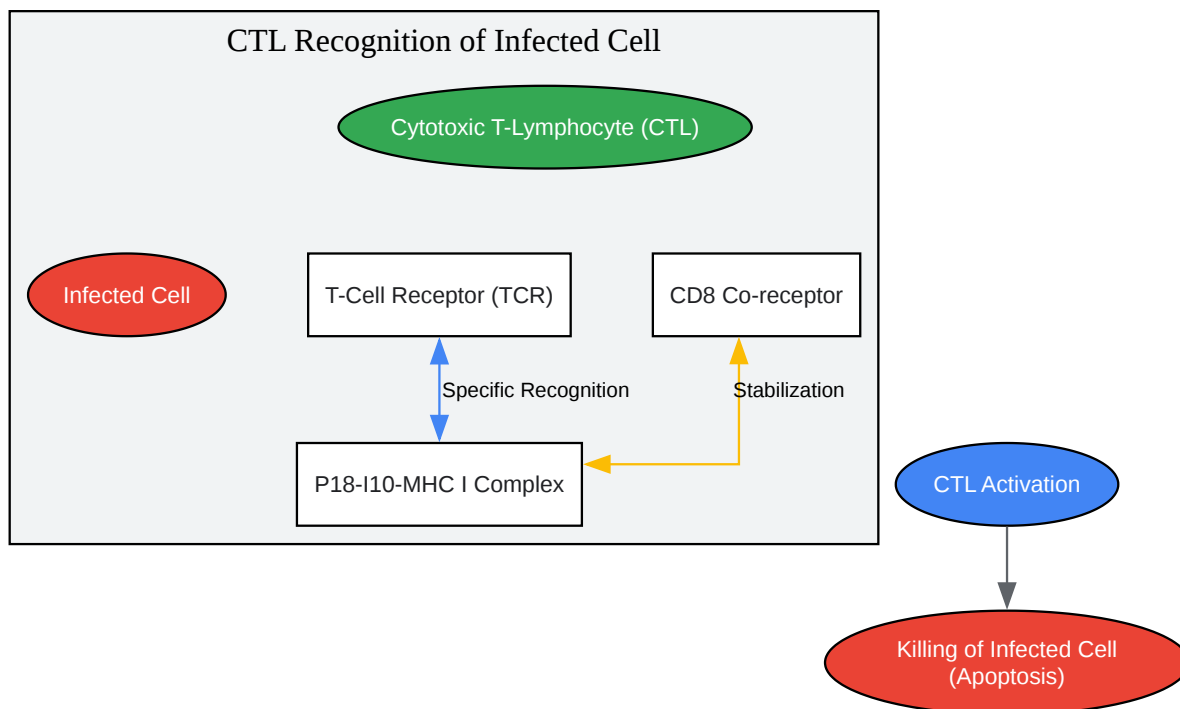 CTL Recognition of Infected Cell
Cytotoxic T-Lymphocyte (CTL)
Infected Cell
T-Cell Receptor (TCR)
CD8 Co-receptor
Specific Recognition
Stabilization
P18-I10-MHC I Complex
CTL Activation
Killing of Infected Cell
(Apoptosis)